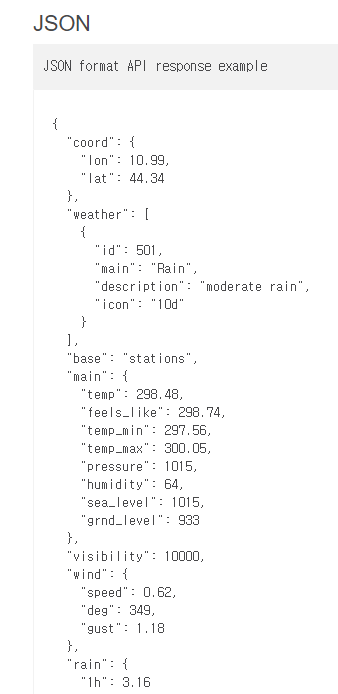 JSON
JSON format API response example
{
  "coord": {
    "lon": 10.99,
    "lat": 44.34
  },
  "weather": [
    {
      "id": 501,
      "main": "Rain",
      "description": "moderate rain",
      "icon": "10d"
    }
  ],
  "base": "stations",
  "main": {
    "temp": 298.48,
    "feels_like": 298.74,
    "temp_min": 297.56,
    "temp_max": 300.05,
    "pressure": 1015,
    "humidity": 64,
    "sea_level": 1015,
    "grnd_level": 933
  },
  "visibility": 10000,
  "wind": {
    "speed": 0.62,
    "deg": 349,
    "gust": 1.18
  },
  "rain": {
    "1h": 3.16